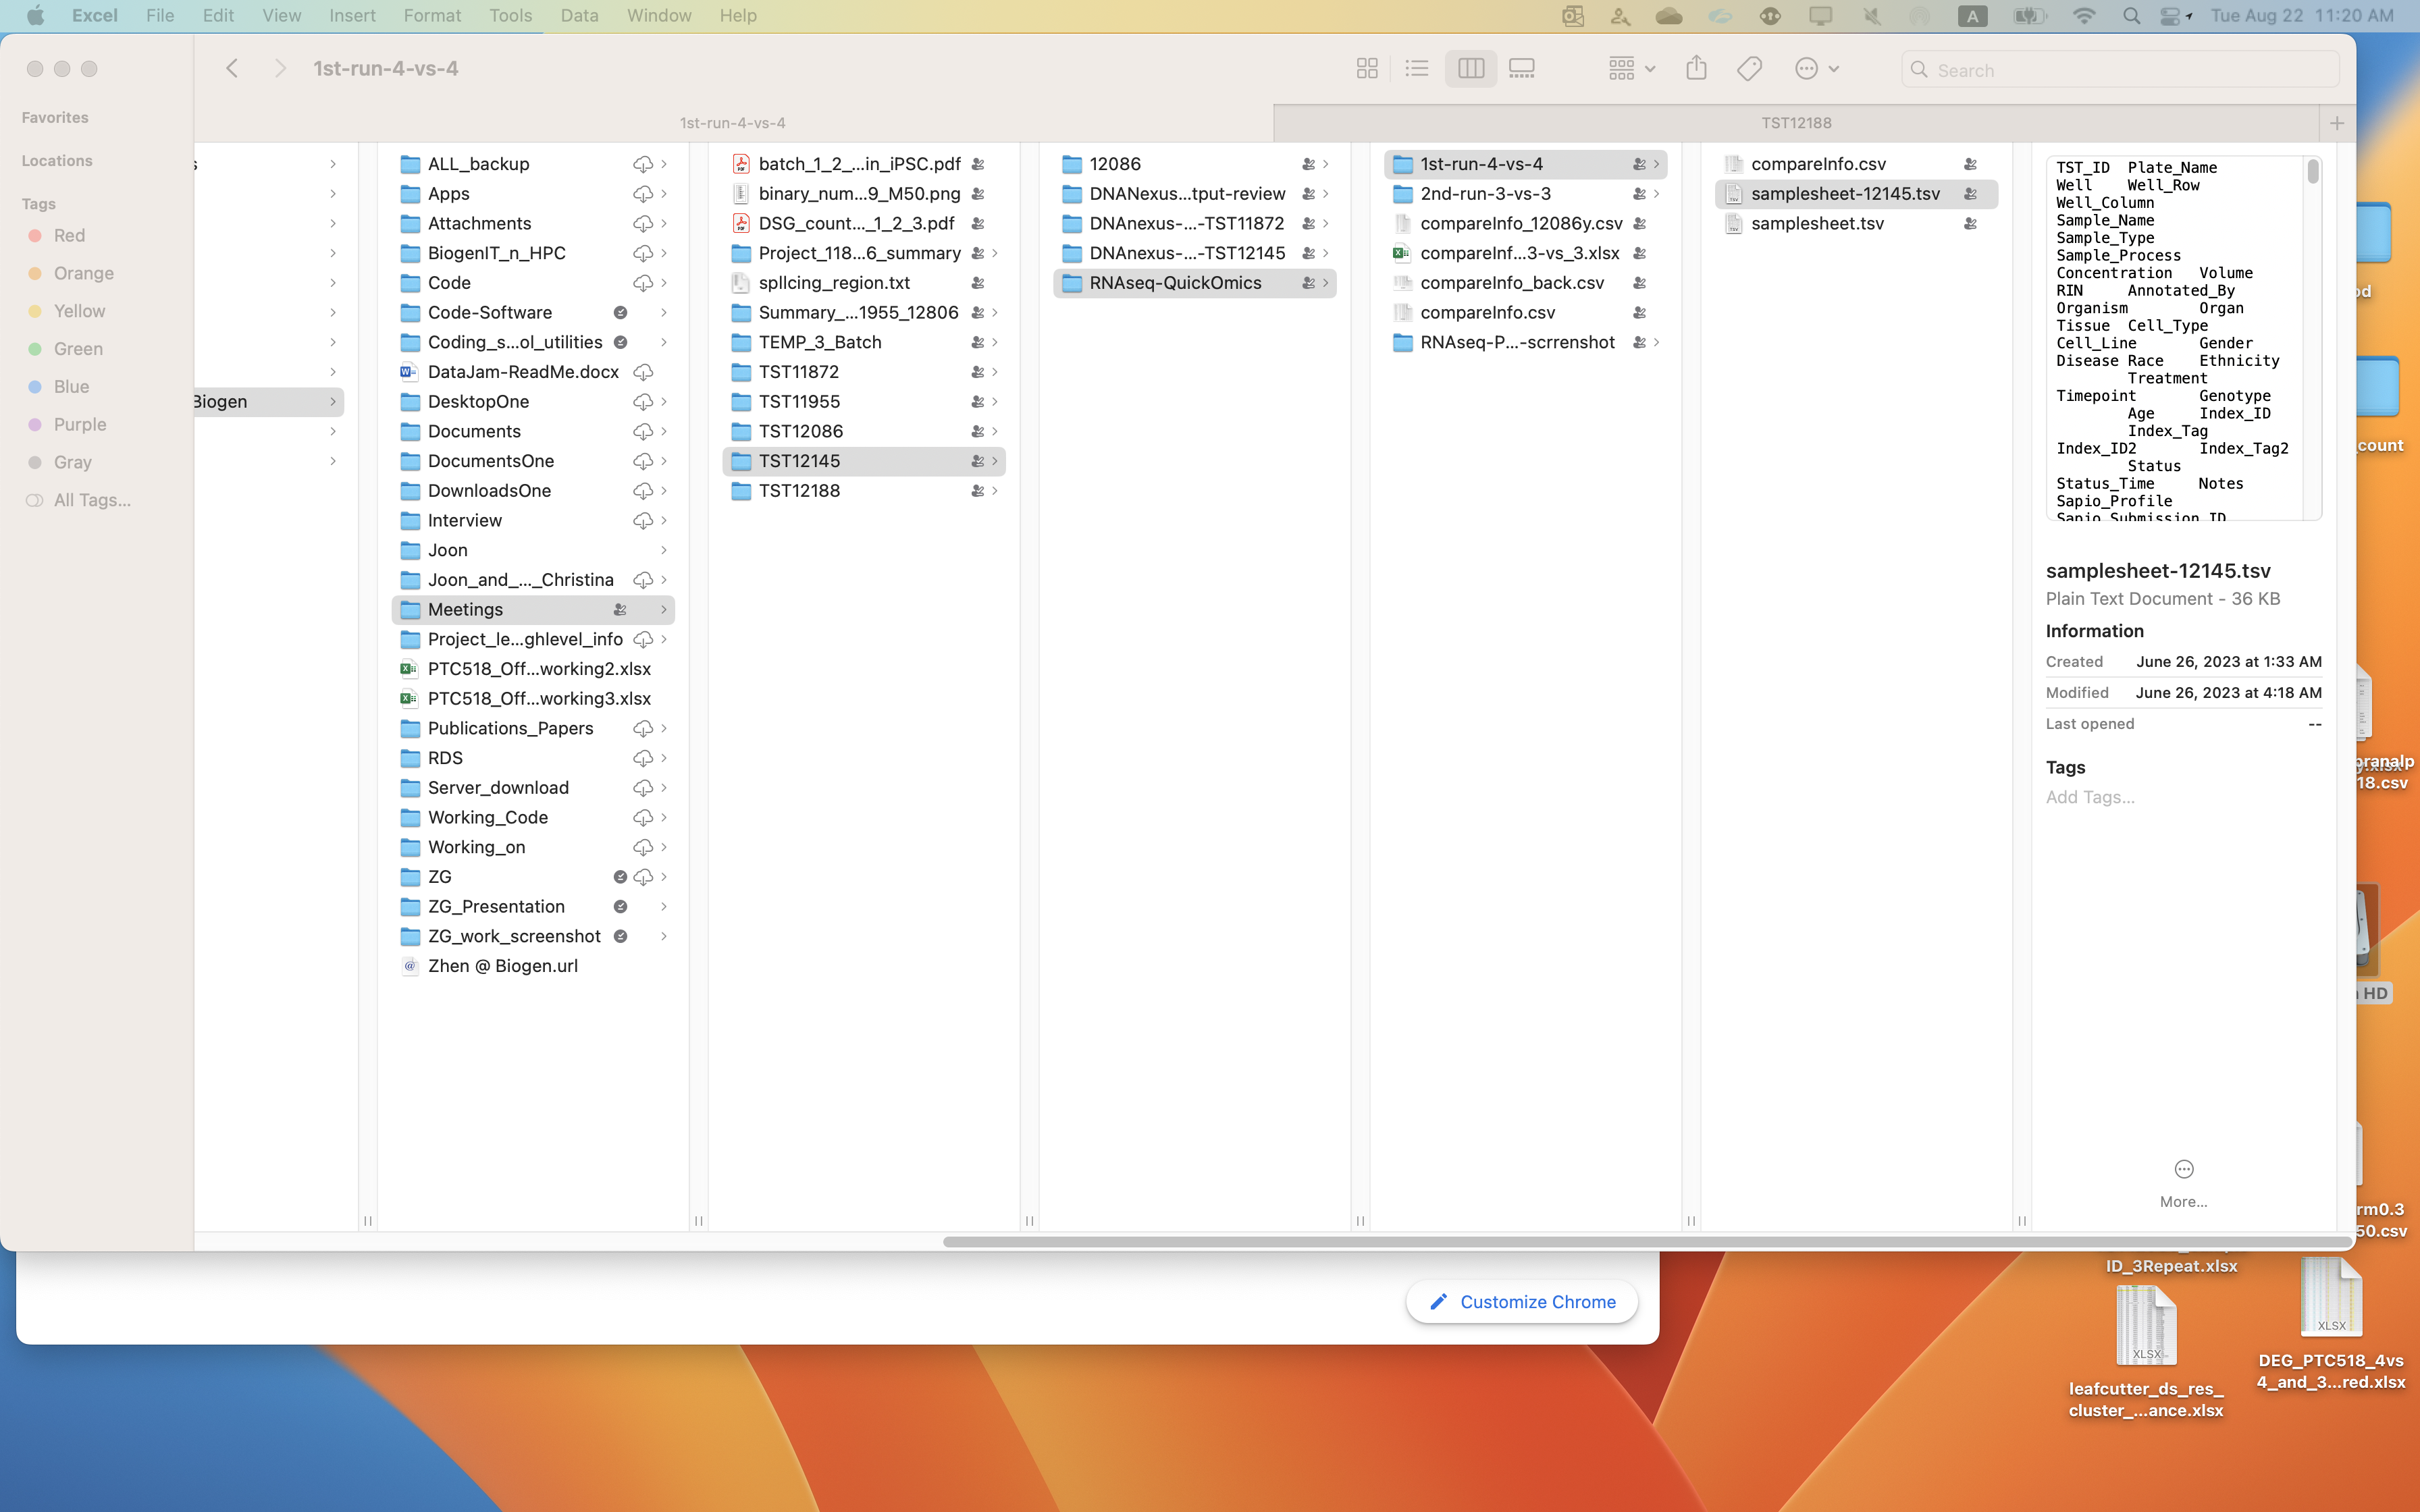 Excel File Edit View Insert Format Tools Data Window Help
A
Tue Aug 22 11:20 AM
1st-run-4-vs-4
Search
1st-run-4-vs-4
TST12188
Favorites
Locations
Tags
Red
Orange
Yellow
Green
Blue
Purple
Gray
All Tags...
s
Biogen
ALL_backup
Apps
Attachments
BiogenIT_n_HPC
Code
Code-Software
Coding_s...ol_utilities
DataJam-ReadMe.docx
DesktopOne
Documents
DocumentsOne
DownloadsOne
Interview
Joon
Joon_and_..._Christina
Meetings
Project_le...ghlevel_info
PTC518_Off...working2.xlsx
PTC518_Off...working3.xlsx
Publications_Papers
RDS
Server_download
Working_Code
Working_on
ZG
ZG_Presentation
ZG_work_screenshot
Zhen @ Biogen.url
batch_1_2_...in_iPSC.pdf
binary_num...9_M50.png
DSG_count..._1_2_3.pdf
Project_118...6_summary
spllcing_region.txt
Summary_...1955_12806
TEMP_3_Batch
TST11872
TST11955
TST12086
TST12145
TST12188
12086
DNANexus...tput-review
DNAnexus-...-TST11872
DNAnexus-...-TST12145
RNAseq-QuickOmics
1st-run-4-vs-4
2nd-run-3-vs-3
compareInfo_12086y.csv
compareInf...3-vs_3.xlsx
compareInfo_back.csv
compareInfo.csv
RNAseq-P...-scrrenshot
compareInfo.csv
samplesheet-12145.tsv
samplesheet.tsv
TST_ID Plate_Name
Well Well_Row
Well_Column
Sample_Name
Sample_Type
Sample_Process
Concentration Volume
RIN Annotated_By
Organism Organ
Tissue Cell_Type
Cell_Line Gender
Disease Race Ethnicity
Treatment
Timepoint Genotype
Age Index_ID
Index_Tag
Index_ID2 Index_Tag2
Status
Status_Time Notes
Sapio_Profile
Sapio_Submission_ID
samplesheet-12145.tsv
Plain Text Document - 36 KB
Information
Created June 26, 2023 at 1:33 AM
Modified June 26, 2023 at 4:18 AM
Last opened --
Tags
Add Tags...
More...
Customize Chrome
count
pranalp
18.csv
HD
rm0.3
50.csv
ID_3Repeat.xlsx
XLSX
leafcutter_ds_res_
cluster_...ance.xlsx
XLSX
DEG_PTC518_4vs
4_and_3...red.xlsx